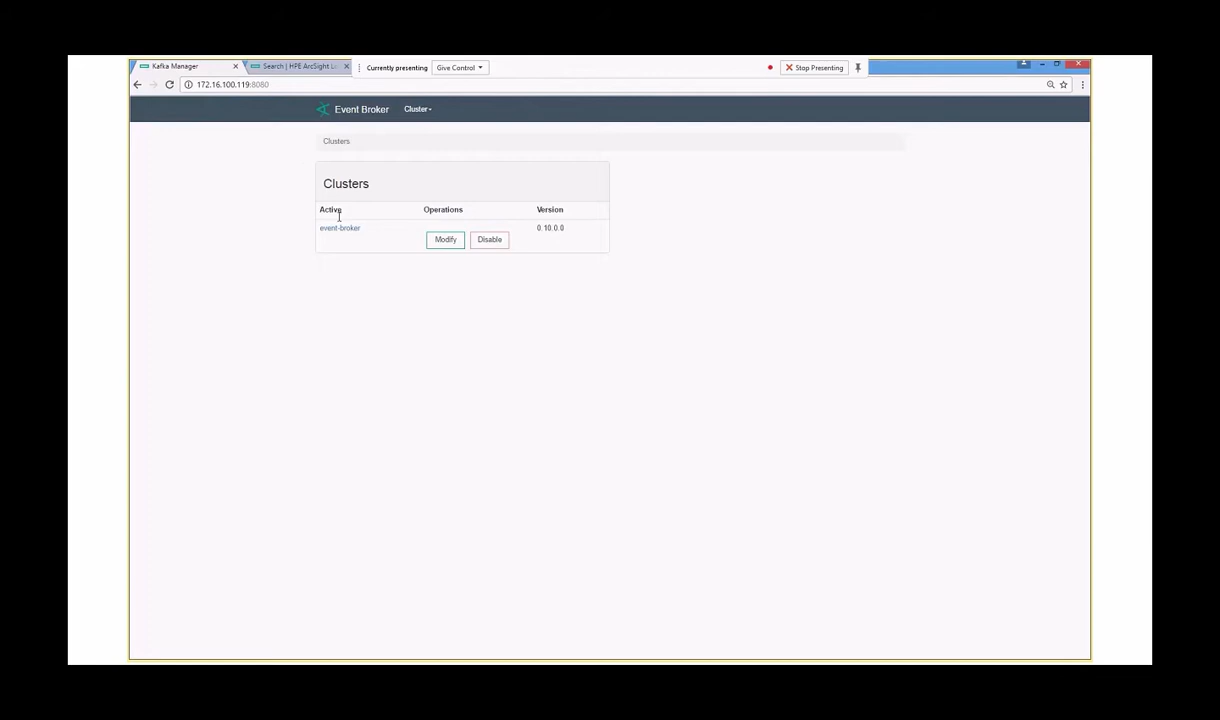 Kafka Manager
Search | HPE ArcSight L
Currently presenting
Give Control
Stop Presenting
172.16.100.119:8080
Event Broker
Cluster
Clusters
Clusters
Active Operations Version
event-broker 0.10.0.0
Modify Disable